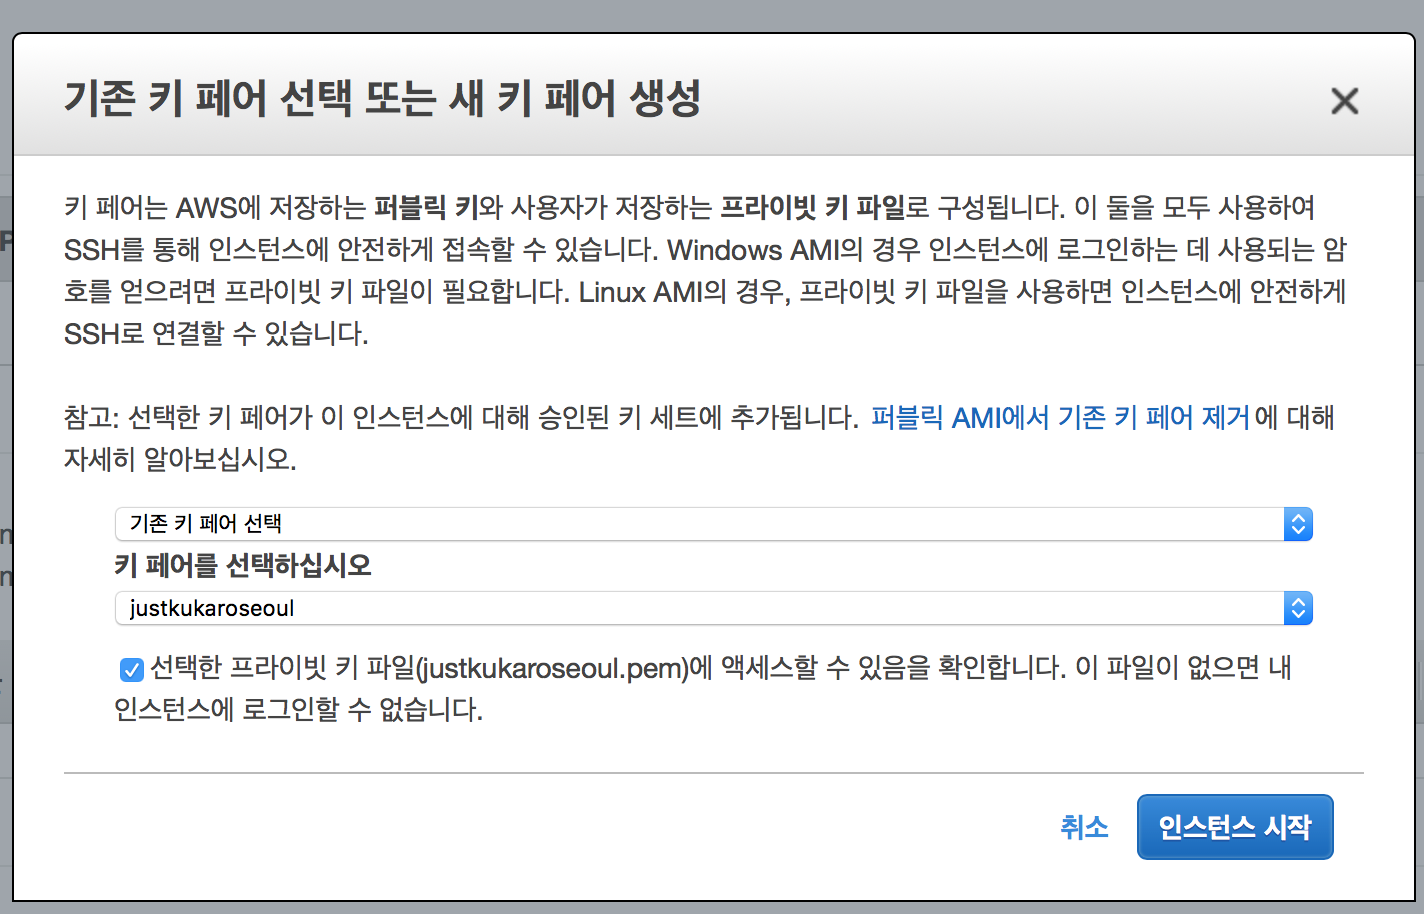 기존 키 페어 선택 또는 새 키 페어 생성
키 페어는 AWS에 저장하는 퍼블릭 키와 사용자가 저장하는 프라이빗 키 파일로 구성됩니다. 이 둘을 모두 사용하여
SSH를 통해 인스턴스에 안전하게 접속할 수 있습니다. Windows AMI의 경우 인스턴스에 로그인하는 데 사용되는 암
호를 얻으려면 프라이빗 키 파일이 필요합니다. Linux AMI의 경우, 프라이빗 키 파일을 사용하면 인스턴스에 안전하게
SSH로 연결할 수 있습니다.
참고: 선택한 키 페어가 이 인스턴스에 대해 승인된 키 세트에 추가됩니다. 퍼블릭 AMI에서 기존 키 페어 제거에 대해
자세히 알아보십시오.
기존 키 페어 선택
키 페어를 선택하십시오
justkukaroseoul
선택한 프라이빗 키 파일(justkukaroseoul.pem)에 액세스할 수 있음을 확인합니다. 이 파일이 없으면 내
인스턴스에 로그인할 수 없습니다.
취소 인스턴스 시작